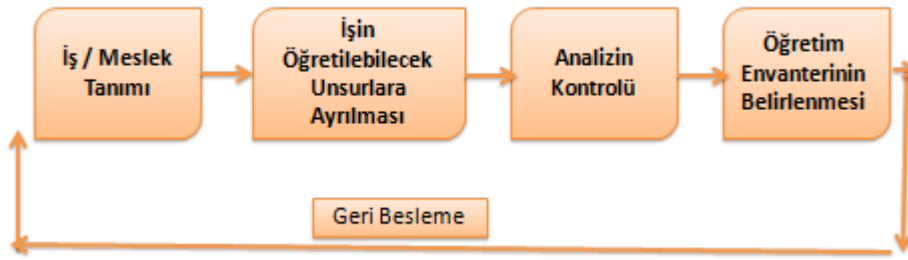 İş / Meslek
Tanımı
İşin
Öğretilebilecek
Unsurlara
Ayrılması
Analizin
Kontrolü
Öğretim
Envanterinin
Belirlenmesi
Geri Besleme